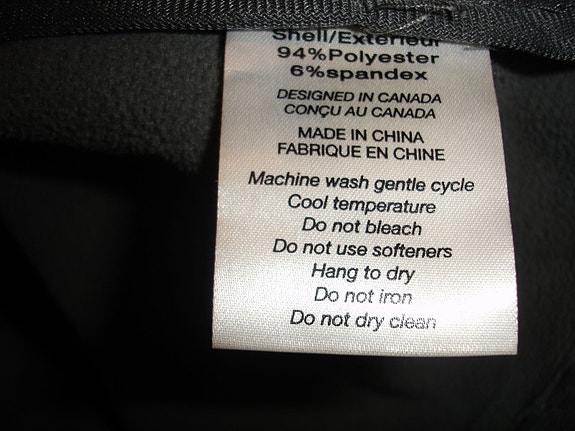 Shell/Extérieur
94%Polyester
6%spandex
DESIGNED IN CANADA
CONÇU AU CANADA
MADE IN CHINA
FABRIQUE EN CHINE
Machine wash gentle cycle
Cool temperature
Do not bleach
Do not use softeners
Hang to dry
Do not iron
Do not dry clean